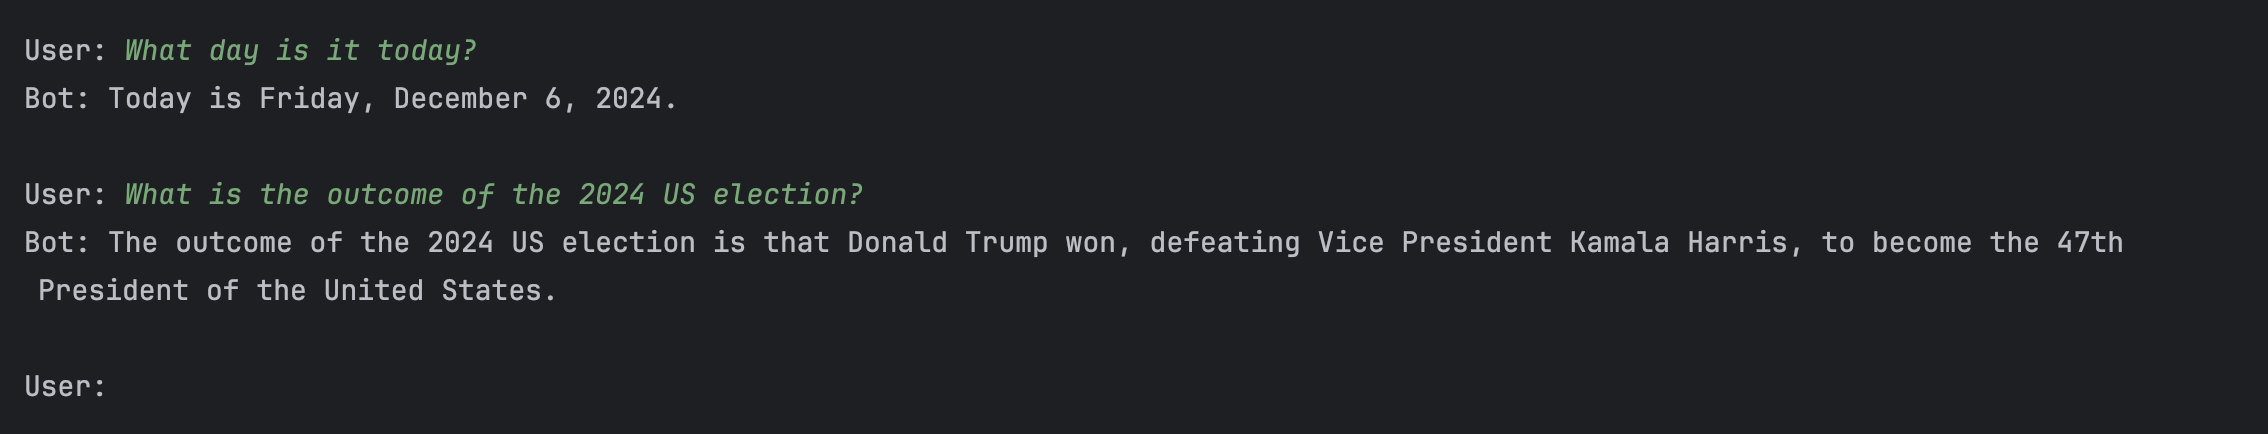 User: What day is it today?
Bot: Today is Friday, December 6, 2024.
User: What is the outcome of the 2024 US election?
Bot: The outcome of the 2024 US election is that Donald Trump won, defeating Vice President Kamala Harris, to become the 47th
President of the United States.
User: